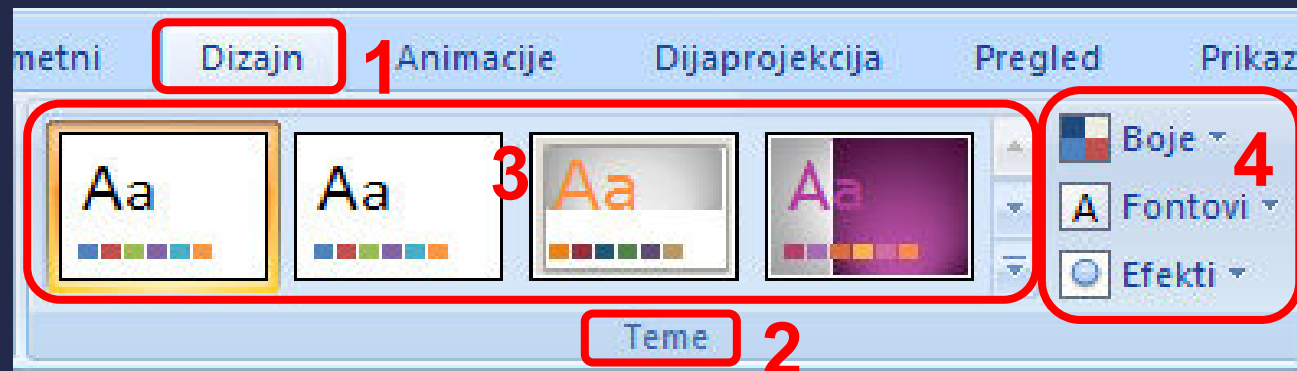 metni Dizajn 1 Animacije Dijaprojekcija Pregled Prikaz
Aa Aa 3 Aa Aa
Boje 4
A Fontovi
Efekti
Teme 2